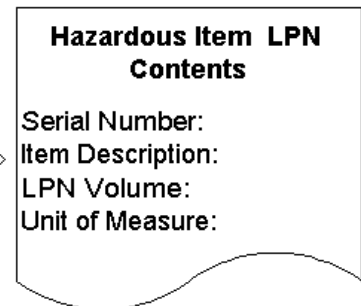 Hazardous Item LPN
Contents
Serial Number:
Item Description:
LPN Volume:
Unit of Measure: